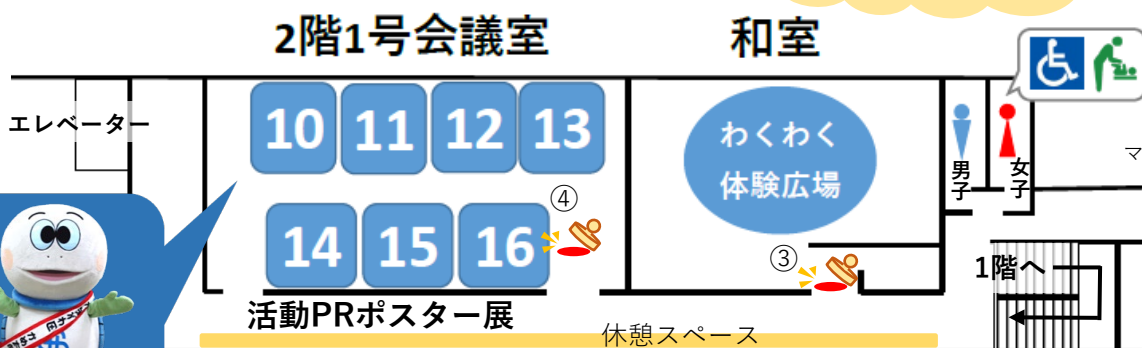 2階1号会議室
和室
エレベーター
10 11 12 13
わくわく
体験広場
男子
女子
マ
④
14 15 16
③
1階へ
活動PRポスター展
休憩スペース